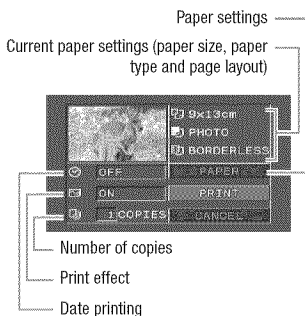 Paper settings
Current paper settings (paper size, paper
type and page layout)
9x13cm
PHOTO
BORDERLESS
OFF
PAPER
ON
PRINT
1 COPIES
CANCEL
Number of copies
Print effect
Date printing